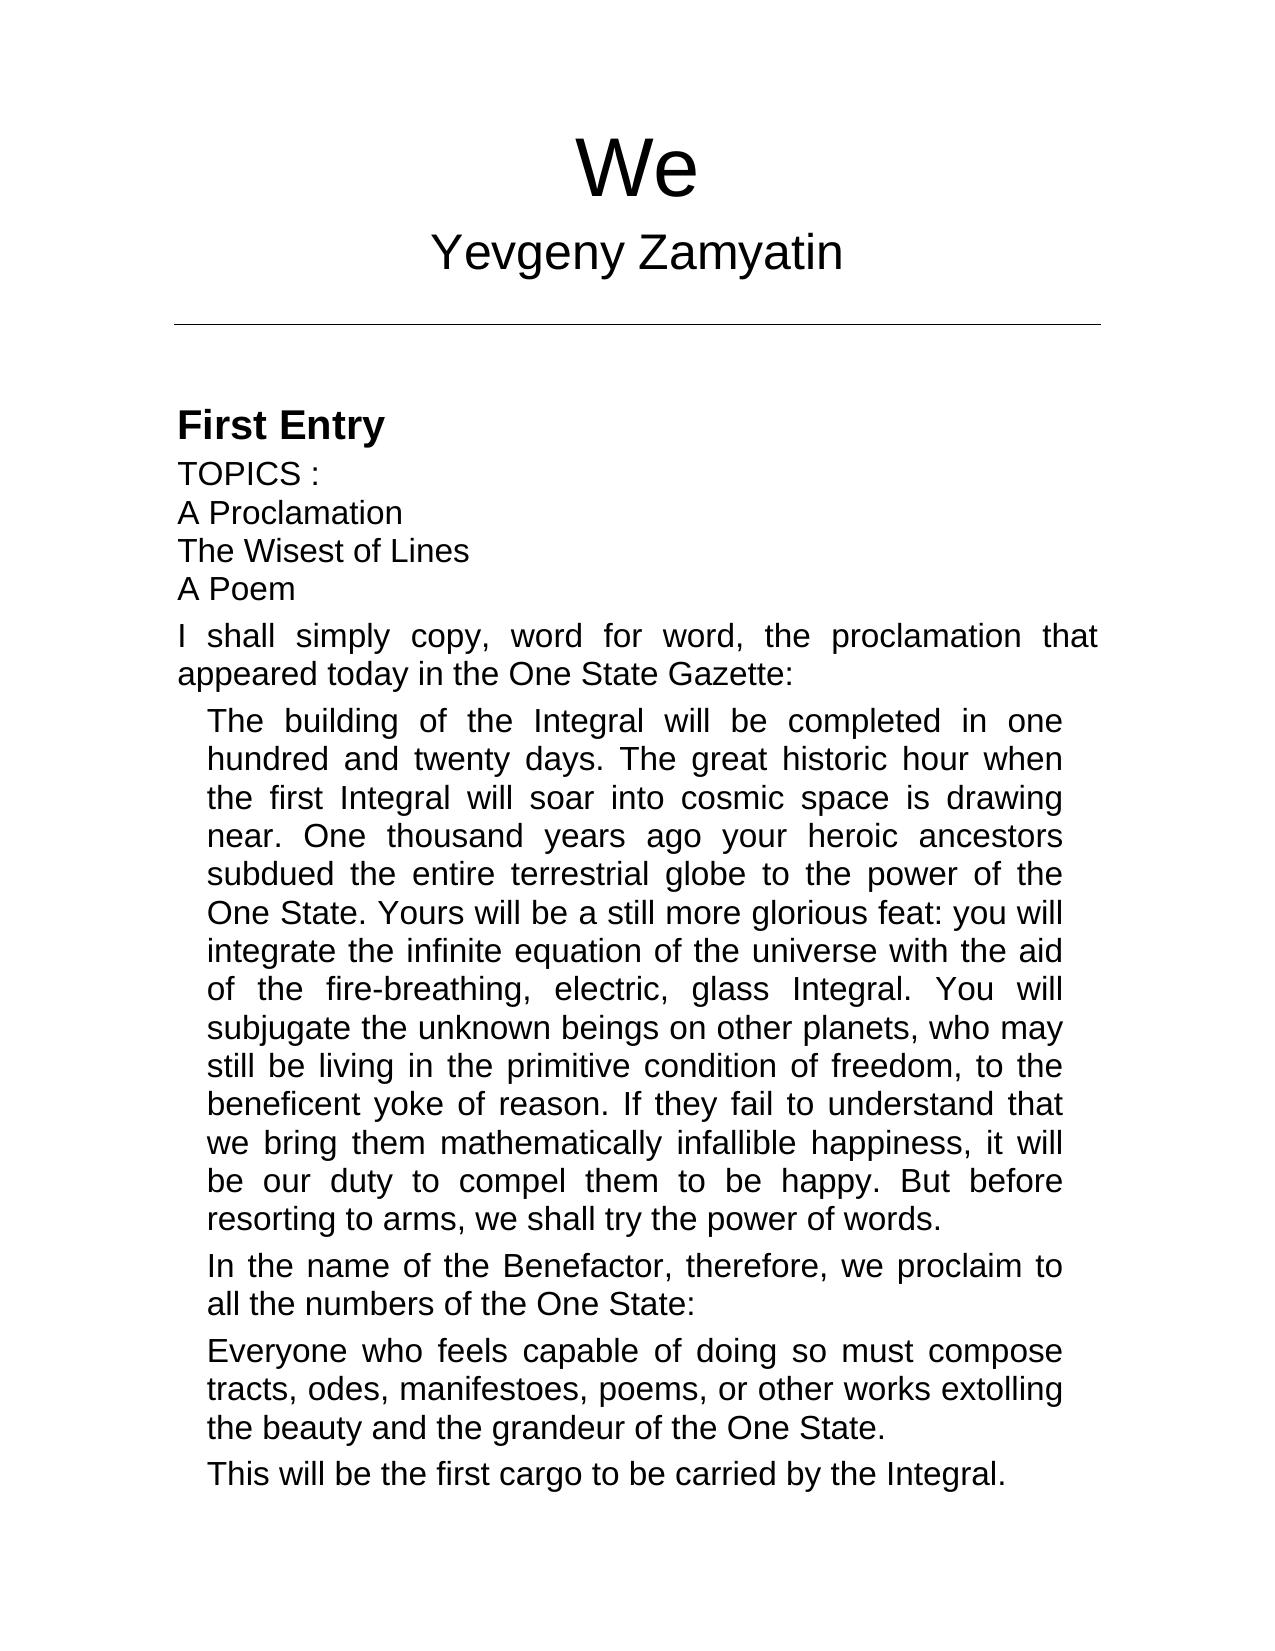 We
Yevgeny Zamyatin
First Entry
TOPICS :
A Proclamation
The Wisest of Lines
A Poem
I shall simply copy, word for word, the proclamation that
appeared today in the One State Gazette:
The building of the Integral will be completed in one
hundred and twenty days. The great historic hour when
the first Integral will soar into cosmic space is drawing
near. One thousand years ago your heroic ancestors
subdued the entire terrestrial globe to the power of the
One State. Yours will be a still more glorious feat: you will
integrate the infinite equation of the universe with the aid
of the fire-breathing, electric, glass Integral. You will
subjugate the unknown beings on other planets, who may
still be living in the primitive condition of freedom, to the
beneficent yoke of reason. If they fail to understand that
we bring them mathematically infallible happiness, it will
be our duty to compel them to be happy. But before
resorting to arms, we shall try the power of words.
In the name of the Benefactor, therefore, we proclaim to
all the numbers of the One State:
Everyone who feels capable of doing so must compose
tracts, odes, manifestoes, poems, or other works extolling
the beauty and the grandeur of the One State.
This will be the first cargo to be carried by the Integral.